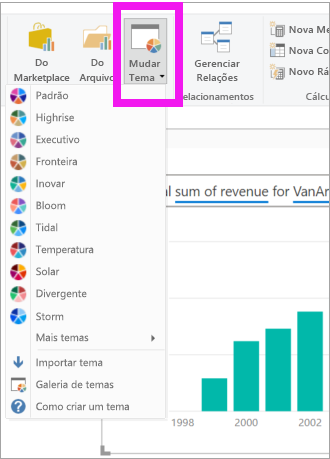 Do
Marketplace
Do
Arquivo
Mudar
Tema
Gerenciar
Relações
Nova Me
Nova Co
Novo Rá
elacionamentos
Cálcu
Padrão
Highrise
Executivo
Fronteira
Inovar
Bloom
Tidal
Temperatura
Solar
Divergente
Storm
Mais temas
Importar tema
Galeria de temas
Como criar um tema
al sum of revenue for VanAr
1998 2000 2002